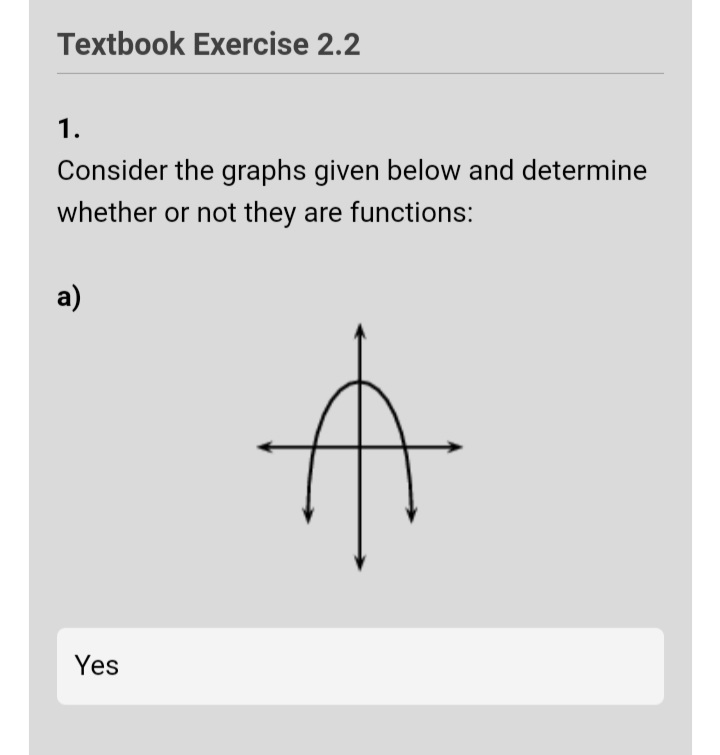 Textbook Exercise 2.2
1.
Consider the graphs given below and determine
whether or not they are functions:
a)
Yes